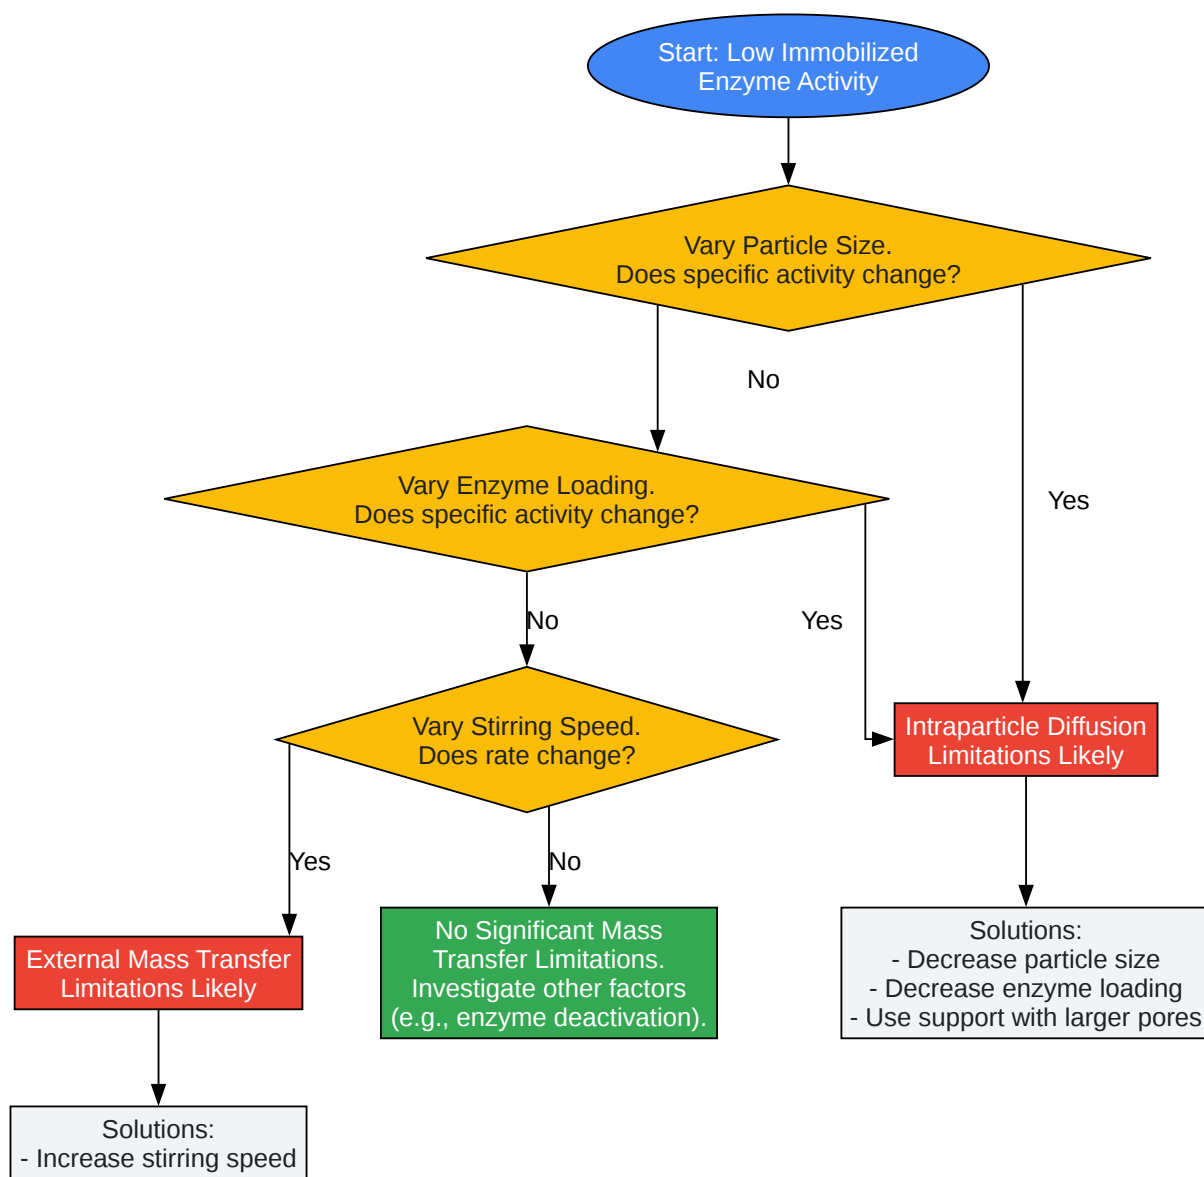 Start: Low Immobilized
Enzyme Activity
Vary Particle Size.
Does specific activity change?
No
Yes
Vary Enzyme Loading.
Does specific activity change?
No
Yes
Vary Stirring Speed.
Does rate change?
Intraparticle Diffusion
Limitations Likely
Yes
No
External Mass Transfer
Limitations Likely
No Significant Mass
Transfer Limitations.
Investigate other factors
(e.g., enzyme deactivation).
Solutions:
- Decrease particle size
- Decrease enzyme loading
- Use support with larger pores
Solutions:
- Increase stirring speed